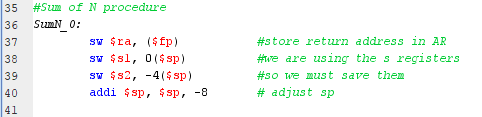 35 #Sum of N procedure
36 SumN_0:
37 sw $ra, ($fp) #store return address in AR
38 sw $s1, 0($sp) #we are using the s registers
39 sw $s2, -4($sp) #so we must save them
40 addi $sp, $sp, -8 # adjust sp
41